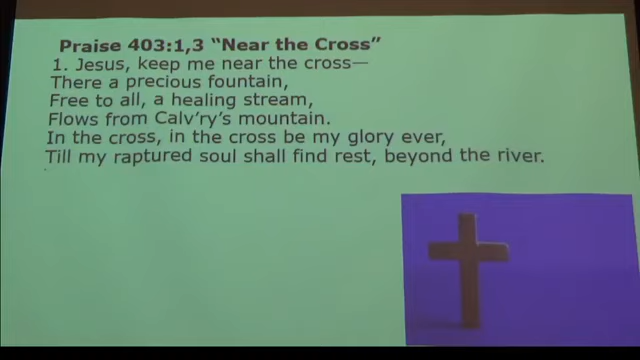 Praise 403:1,3 “Near the Cross”
1. Jesus, keep me near the cross—
There a precious fountain,
Free to all, a healing stream,
Flows from Calv’ry’s mountain.
In the cross, in the cross be my glory ever,
Till my raptured soul shall find rest, beyond the river.